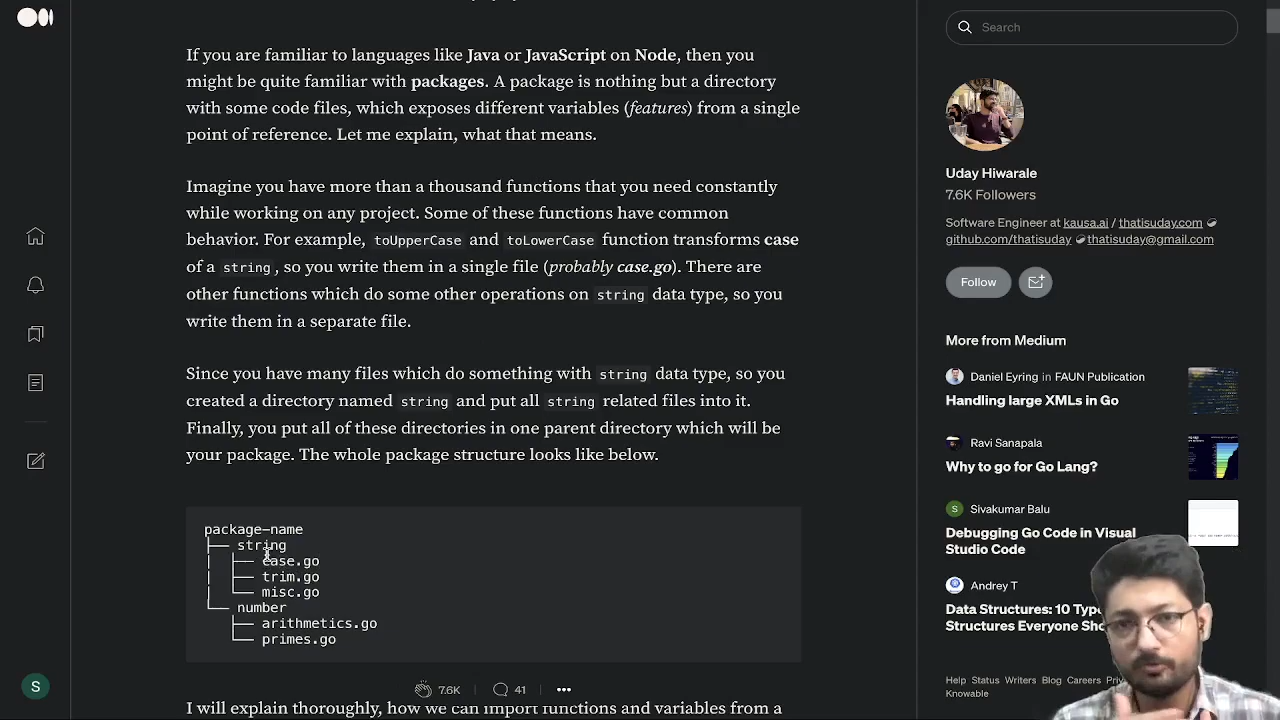 If you are familiar to languages like Java or JavaScript on Node, then you
might be quite familiar with packages. A package is nothing but a directory
with some code files, which exposes different variables (features) from a single
point of reference. Let me explain, what that means.
Imagine you have more than a thousand functions that you need constantly
while working on any project. Some of these functions have common
behavior. For example, toUpperCase and toLowerCase function transforms case
of a string, so you write them in a single file (probably case.go). There are
other functions which do some other operations on string data type, so you
write them in a separate file.
Since you have many files which do something with string data type, so you
created a directory named string and put all string related files into it.
Finally, you put all of these directories in one parent directory which will be
your package. The whole package structure looks like below.
package-name
├── string
│   ├── case.go
│   ├── trim.go
│   └── misc.go
└── number
    ├── arithmetics.go
    └── primes.go
7.6K
41
I will explain thoroughly, how we can import functions and variables from a
S
Search
Uday Hiwarale
7.6K Followers
Software Engineer at kausa.ai / thatisuday.com
github.com/thatisuday thatisuday@gmail.com
Follow
More from Medium
Daniel Eyring in FAUN Publication
Handling large XMLs in Go
Ravi Sanapala
Why to go for Go Lang?
S Sivakumar Balu
Debugging Go Code in Visual
Studio Code
Andrey T
Data Structures: 10
Structures Everyone
Help Status Writers Blog Careers
Knowable